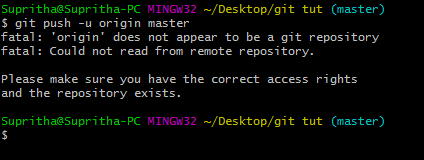 Supritha@Supritha-PC MINGW32 ~/Desktop/git tut (master)
$ git push -u origin master
fatal: 'origin' does not appear to be a git repository
fatal: Could not read from remote repository.
Please make sure you have the correct access rights
and the repository exists.
Supritha@Supritha-PC MINGW32 ~/Desktop/git tut (master)
$